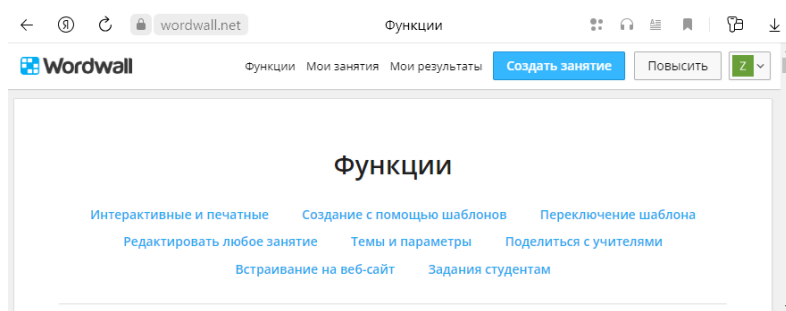 Я wordwall.net Функции
Wordwall Функции Мои занятия Мои результаты Создать занятие Повысить Z
Функции
Интерактивные и печатные Создание с помощью шаблонов Переключение шаблона
Редактировать любое занятие Темы и параметры Поделиться с учителями
Встраивание на веб-сайт Задания студентам